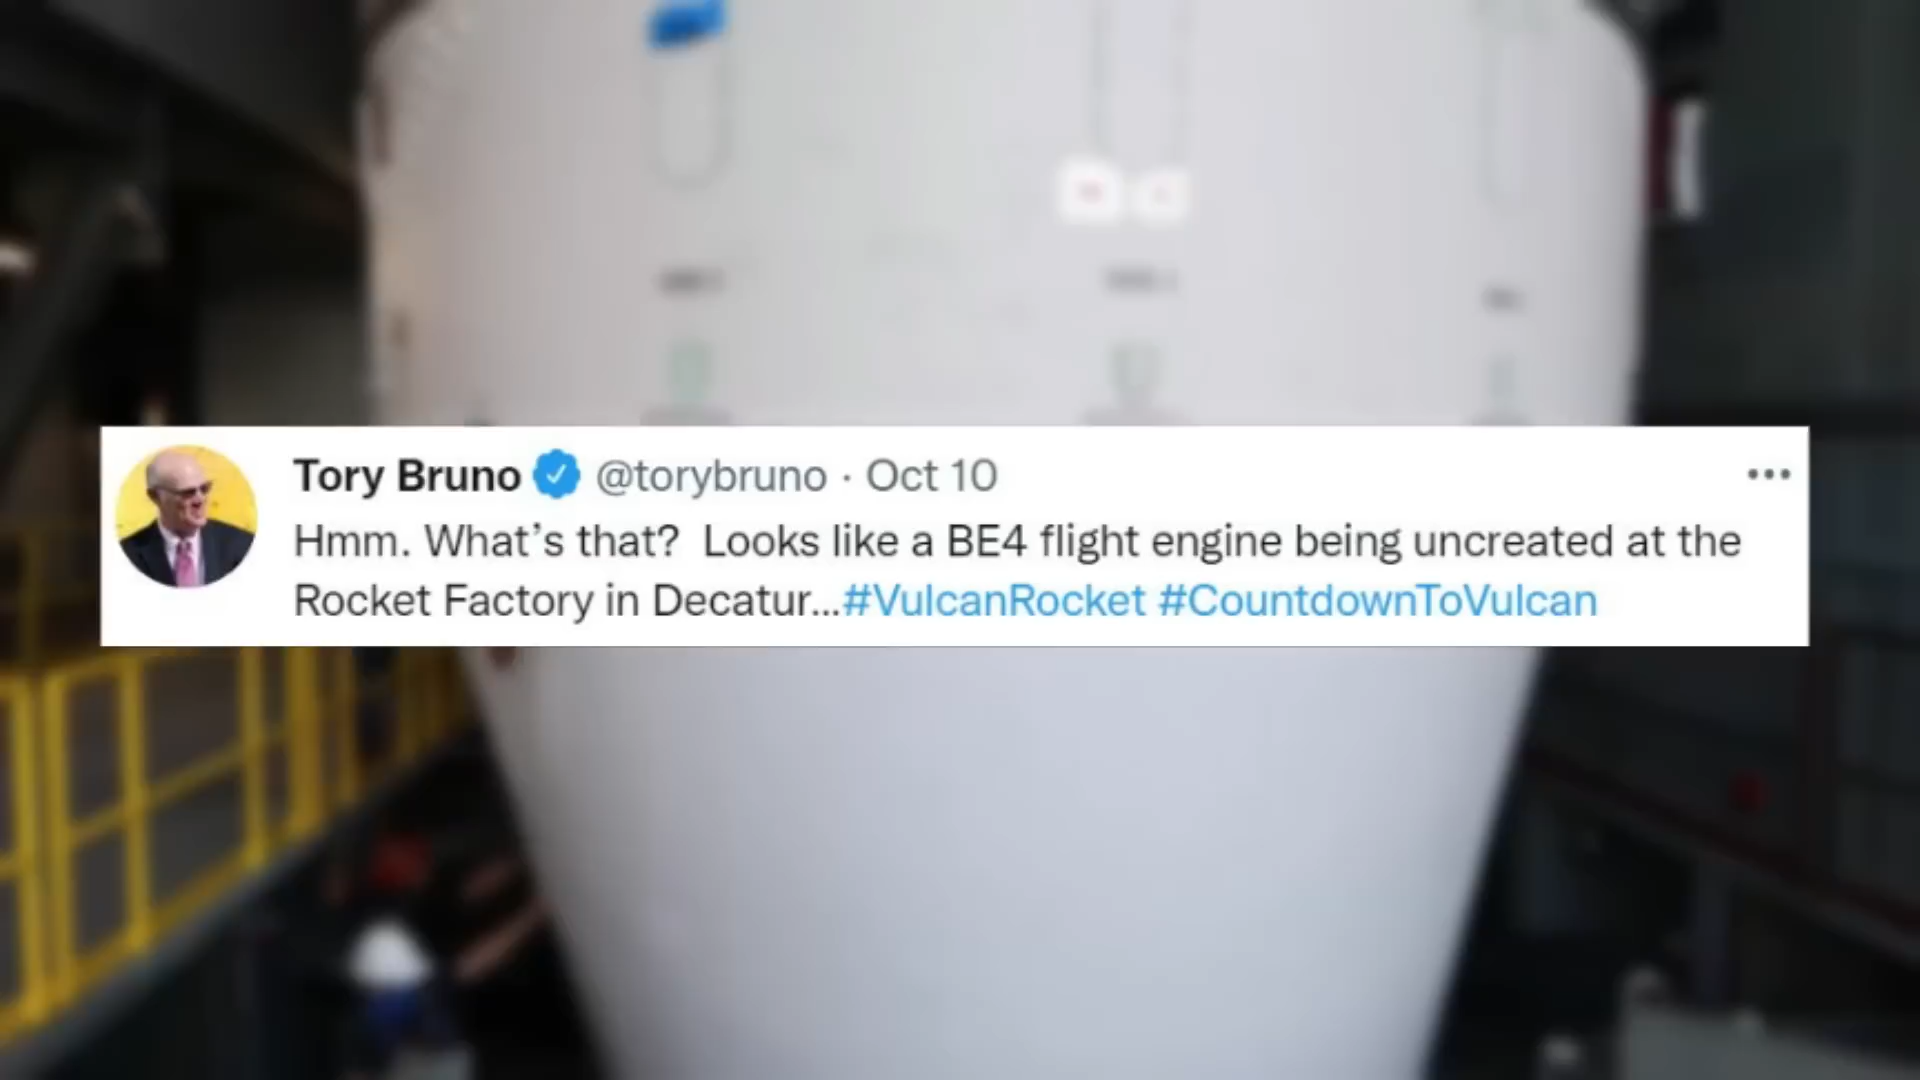 Tory Bruno @torybruno · Oct 10
Hmm. What’s that?  Looks like a BE4 flight engine being uncreated at the
Rocket Factory in Decatur...#VulcanRocket #CountdownToVulcan